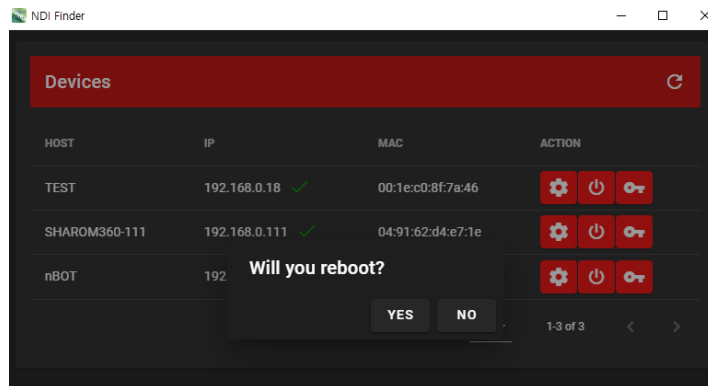 NDI Finder
Devices
HOST IP MAC ACTION
TEST 192.168.0.18 00:1e:c0:8f:7a:46
SHAROM360-111 192.168.0.111 04:91:62:d4:e7:1e
nBOT 192
Will you reboot?
YES NO
1-3 of 3